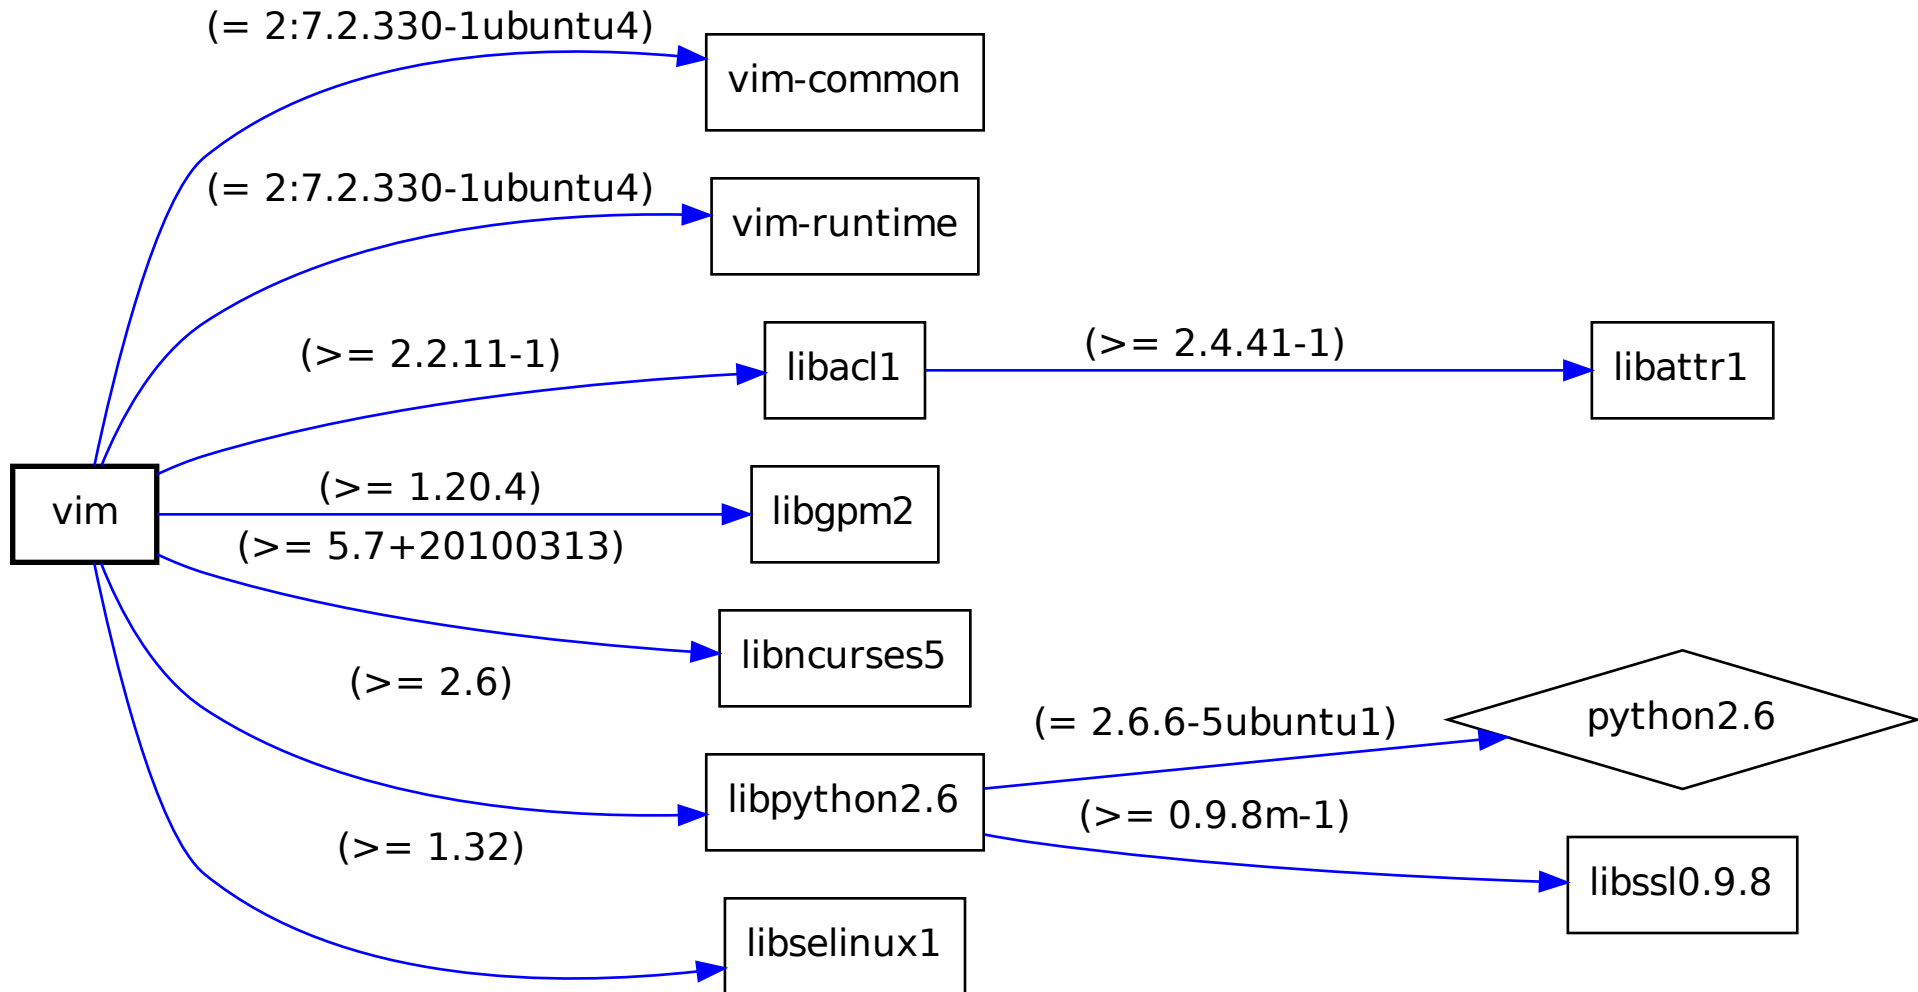 (= 2:7.2.330-1ubuntu4)
vim-common
(= 2:7.2.330-1ubuntu4)
vim-runtime
(>= 2.2.11-1)
libacl1
(>= 2.4.41-1)
libattr1
vim
(>= 1.20.4)
libgpm2
(>= 5.7+20100313)
libncurses5
(>= 2.6)
libpython2.6
(= 2.6.6-5ubuntu1)
python2.6
(>= 0.9.8m-1)
libssl0.9.8
(>= 1.32)
libselinux1